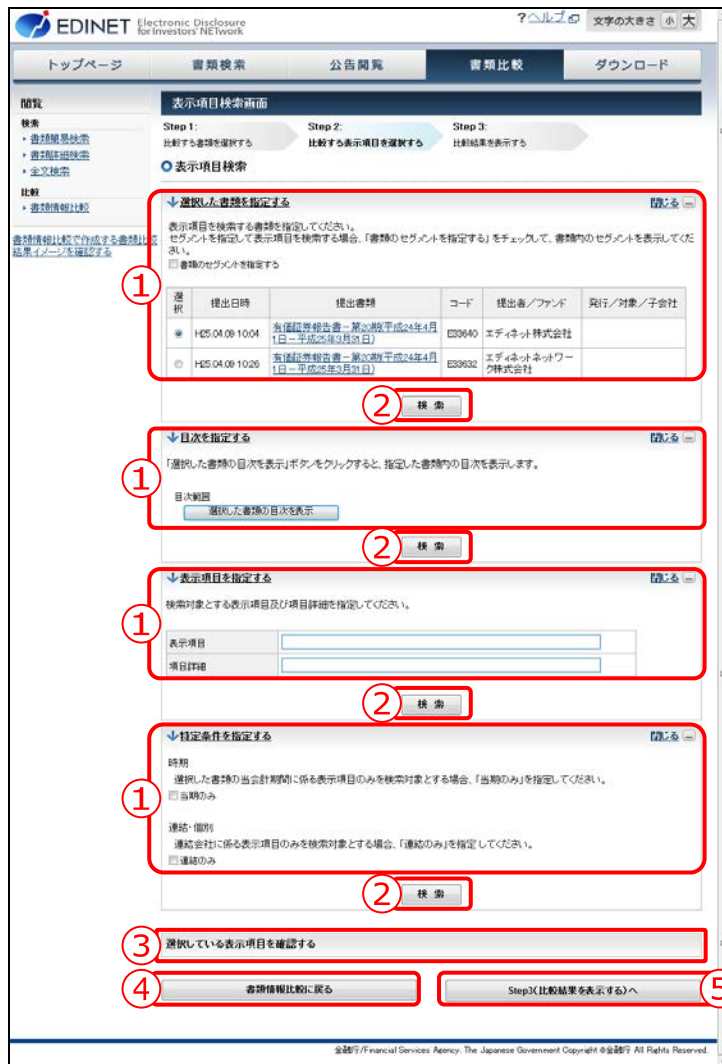 EDINET Electronic Disclosure for Investors' NETwork
?ヘルプ 文字の大きさ 小 大
トップページ 書類検索 公告閲覧 書類比較 ダウンロード
閲覧
検索
・書類簡易検索
・書類詳細検索
・全文検索
比較
・書類情報比較
書類情報比較で作成する書類比較
結果イメージを確認する
表示項目検索画面
Step 1: Step 2: Step 3:
比較する書類を選択する 比較する表示項目を選択する 比較結果を表示する
表示項目検索
①
選択した書類を指定する 閉じる
表示項目を検索する書類を指定してください。
セグメントを指定して表示項目を検索する場合、「書類のセグメントを指定する」をチェックして、書類内のセグメントを表示してくだ
さい。
書類のセグメントを指定する
選択 提出日時 提出書類 コード 提出者/ファンド 発行/対象/子会社
H25.04.09 10:04 有価証券報告書-第20期(平成24年4月1日-平成25年3月31日) E33640 エディネット株式会社
H25.04.09 10:26 有価証券報告書-第20期(平成24年4月1日-平成25年3月31日) E33632 エディネットネットワーク株式会社
② 検索
①
目次を指定する 閉じる
「選択した書類の目次を表示」ボタンをクリックすると、指定した書類内の目次を表示します。
目次範囲
選択した書類の目次を表示
② 検索
①
表示項目を指定する 閉じる
検索対象とする表示項目及び項目詳細を指定してください。
表示項目
項目詳細
② 検索
①
特定条件を指定する 閉じる
時期
選択した書類の当会計期間に係る表示項目のみを検索対象とする場合、「当期のみ」を指定してください。
当期のみ
連結・個別
連結会社に係る表示項目のみを検索対象とする場合、「連結のみ」を指定してください。
連結のみ
② 検索
③ 選択している表示項目を確認する
④ 書類情報比較に戻る Step3(比較結果を表示する)へ ⑤
金融庁/Financial Services Agency. The Japanese Government Copyright ©金融庁 All Rights Reserved.